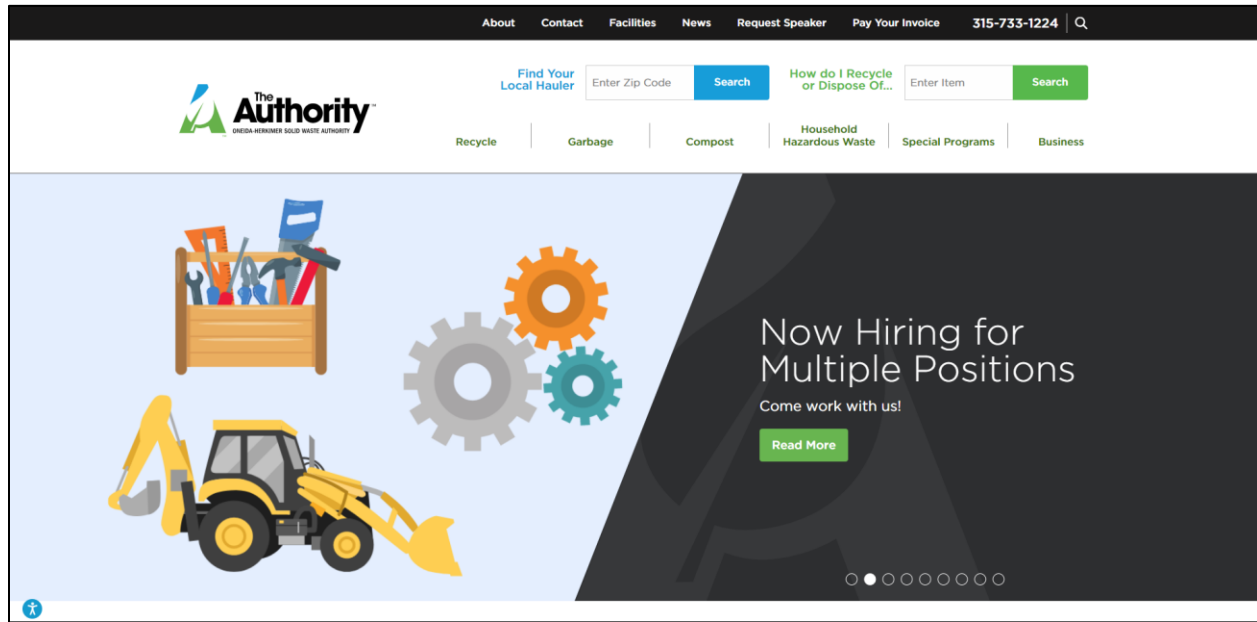 About Contact Facilities News Request Speaker Pay Your Invoice 315-733-1224
Find Your
Local Hauler
Enter Zip Code
Search
How do I Recycle
or Dispose Of...
Enter Item
Search
The
Authority™
ONEIDA-HERKIMER SOLID WASTE AUTHORITY
Recycle
Garbage
Compost
Household
Hazardous Waste
Special Programs
Business
Now Hiring for
Multiple Positions
Come work with us!
Read More